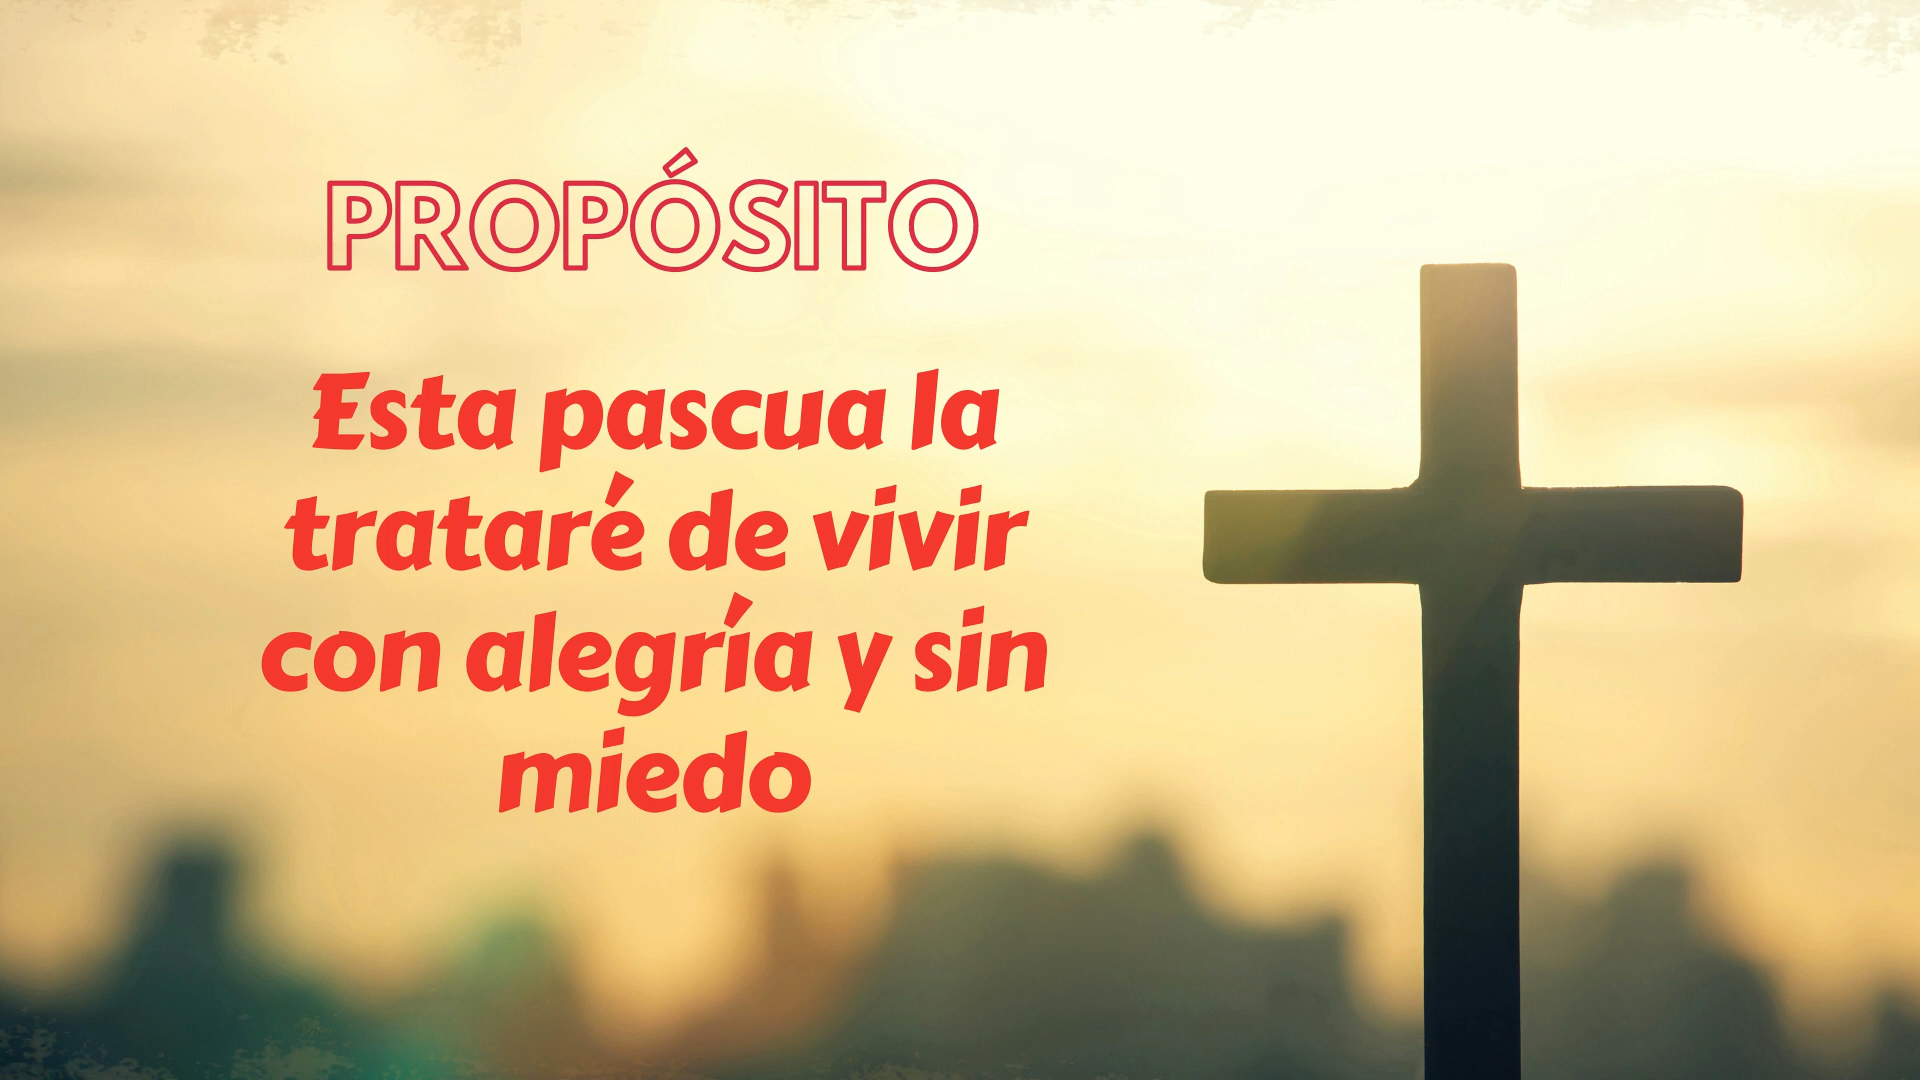 PROPÓSITO
Esta pascua la
trataré de vivir
con alegría y sin
miedo